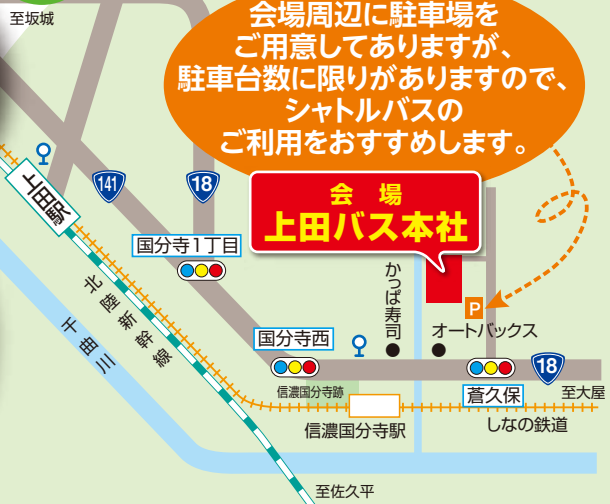 至坂城
会場周辺に駐車場を
ご用意してありますが、
駐車台数に限りがありますので、
シャトルバスの
ご利用をおすすめします。
上田駅
141
18
会場
上田バス本社
国分寺1丁目
北陸新幹線
千曲川
かっぱ寿司
P
オートバックス
国分寺西
18
信濃国分寺跡
蒼久保
至大屋
信濃国分寺駅
しなの鉄道
至佐久平